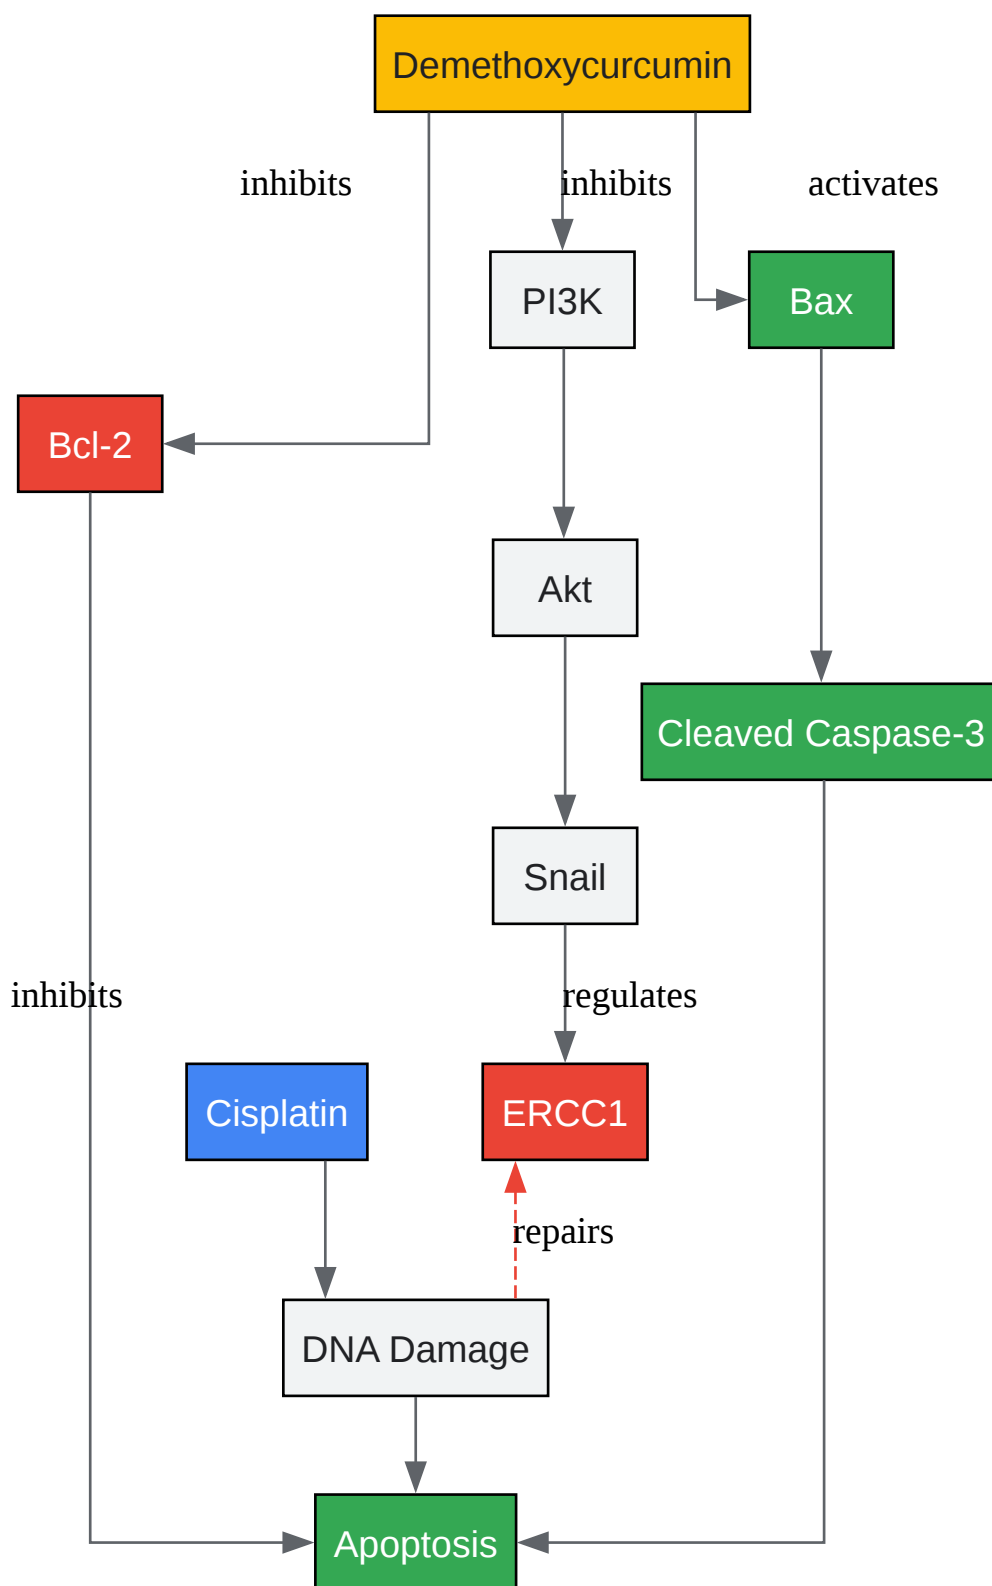 Demethoxycurcumin
inhibits
inhibits
activates
PI3K
Bax
Bcl-2
Akt
Cleaved Caspase-3
Snail
inhibits
regulates
Cisplatin
ERCC1
repairs
DNA Damage
Apoptosis